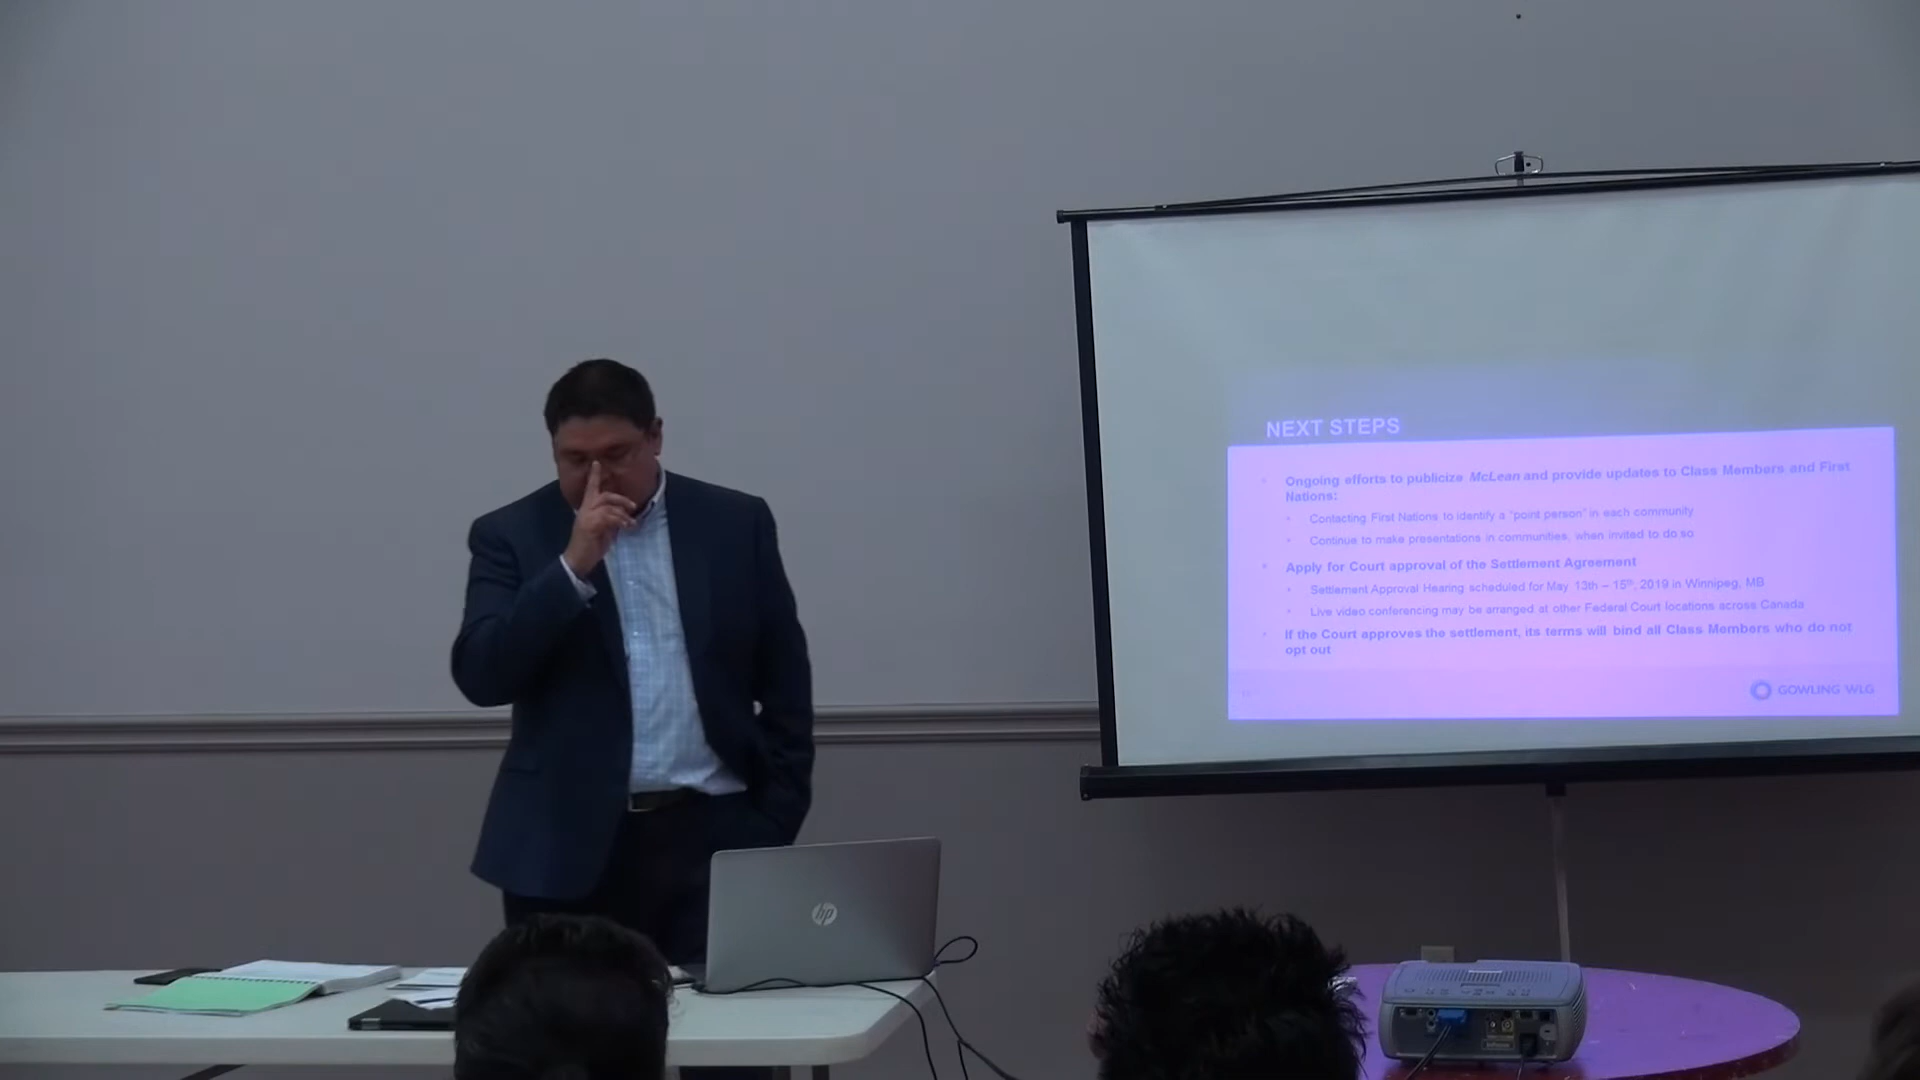 NEXT STEPS
Ongoing efforts to publicize McLean and provide updates to Class Members and First
Nations:
Contacting First Nations to identify a "point person" in each community
Continue to make presentations in communities, when invited to do so
Apply for Court approval of the Settlement Agreement
Settlement Approval Hearing scheduled for May 13th – 15th, 2019 in Winnipeg, MB
Live video conferencing may be arranged at other Federal Court locations across Canada
If the Court approves the settlement, its terms will bind all Class Members who do not
opt out
GOWLING WLG
hp